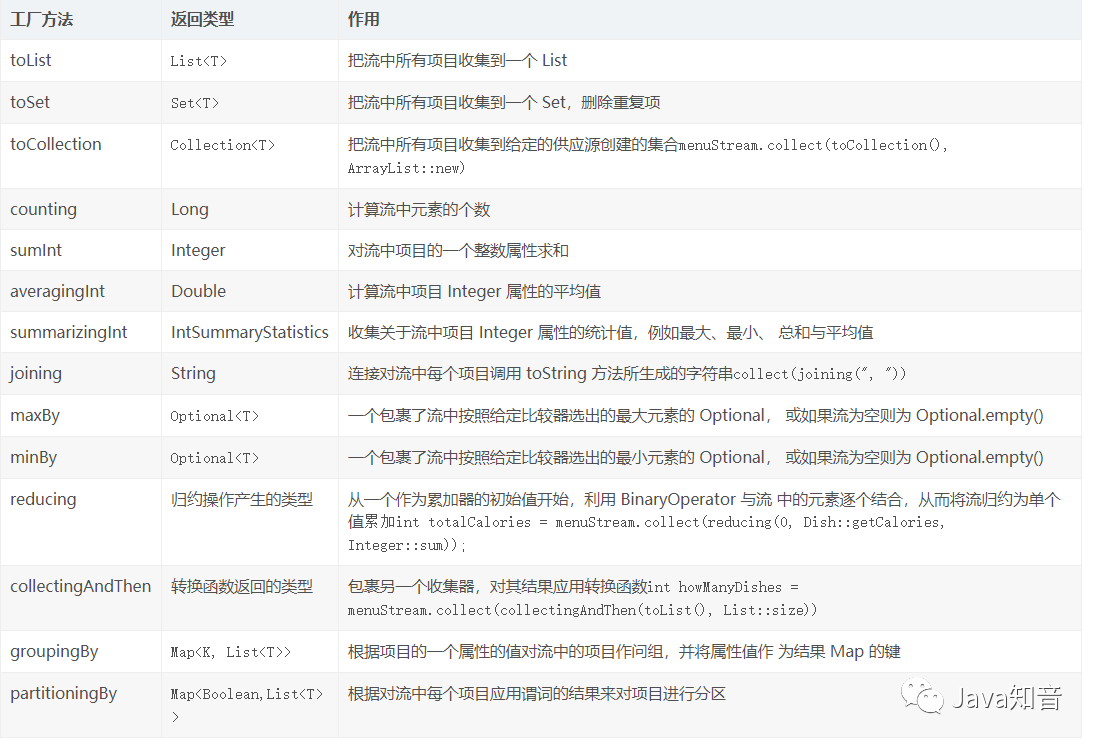 工厂方法 返回类型 作用
toList List<T> 把流中所有项目收集到一个 List
toSet Set<T> 把流中所有项目收集到一个 Set，删除重复项
toCollection Collection<T> 把流中所有项目收集到给定的供应源创建的集合menuStream.collect(toCollection(),
ArrayList::new)
counting Long 计算流中元素的个数
sumInt Integer 对流中项目的一个整数属性求和
averagingInt Double 计算流中项目 Integer 属性的平均值
summarizingInt IntSummaryStatistics 收集关于流中项目 Integer 属性的统计值，例如最大、最小、 总和与平均值
joining String 连接对流中每个项目调用 toString 方法所生成的字符串collect(joining(", "))
maxBy Optional<T> 一个包裹了流中按照给定比较器选出的最大元素的 Optional， 或如果流为空则为 Optional.empty()
minBy Optional<T> 一个包裹了流中按照给定比较器选出的最小元素的 Optional， 或如果流为空则为 Optional.empty()
reducing 归约操作产生的类型 从一个作为累加器的初始值开始，利用 BinaryOperator 与流 中的元素逐个结合，从而将流归约为单个
值累加int totalCalories = menuStream.collect(reducing(0, Dish::getCalories,
Integer::sum));
collectingAndThen 转换函数返回的类型 包裹另一个收集器，对其结果应用转换函数int howManyDishes =
menuStream.collect(collectingAndThen(toList(), List::size))
groupingBy Map<K, List<T>> 根据项目的一个属性的值对流中的项目作问组，并将属性值作 为结果 Map 的键
partitioningBy Map<Boolean,List<T> 根据对流中每个项目应用谓词的结果来对项目进行分区
>
Java知音